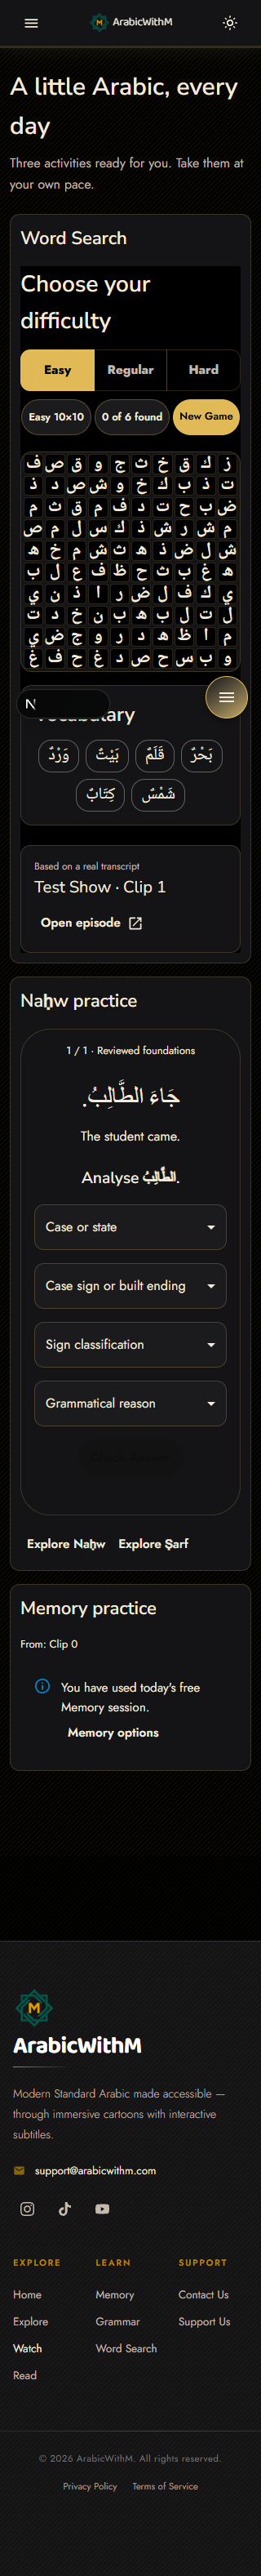 ArabicWithM
A little Arabic, every
day
Three activities ready for you. Take them at
your own pace.
Word Search
Choose your
difficulty
Easy Regular Hard
Easy 10×10 0 of 6 found New Game
ز ك ق خ ث ج و ق ص ف
ت ذ ب ك خ و ش ص د ذ
ض ب ح ت د ف م ق ث م
م ش ر ش ذ ك س ل م ص
ش ل ض ذ ه ث ش م خ ه
ه غ ب ث ح ظ ف ع ل ب
ي ك ف ل ض ر ا ذ ن ي
ل ت ل ب ه ب ن خ د ت
م ا ظ ه د ر و ج ض ي
و ب س ح ص د غ ح ف غ
بَحْرٌ قَلَمٌ بَيْتٌ وَرْدٌ
شَمْسٌ كِتَابٌ
Based on a real transcript
Test Show · Clip 1
Open episode
Naḥw practice
1 / 1 · Reviewed foundations
جَاءَ الطَّالِبُ.
The student came.
Analyse الطَّالِبُ.
Case or state
Case sign or built ending
Sign classification
Grammatical reason
Explore Naḥw Explore Ṣarf
Memory practice
From: Clip 0
You have used today's free
Memory session.
Memory options
M
ArabicWithM
Modern Standard Arabic made accessible —
through immersive cartoons with interactive
subtitles.
support@arabicwithm.com
EXPLORE LEARN SUPPORT
Home Memory Contact Us
Explore Grammar Support Us
Watch Word Search
Read
© 2026 ArabicWithM. All rights reserved.
Privacy Policy Terms of Service